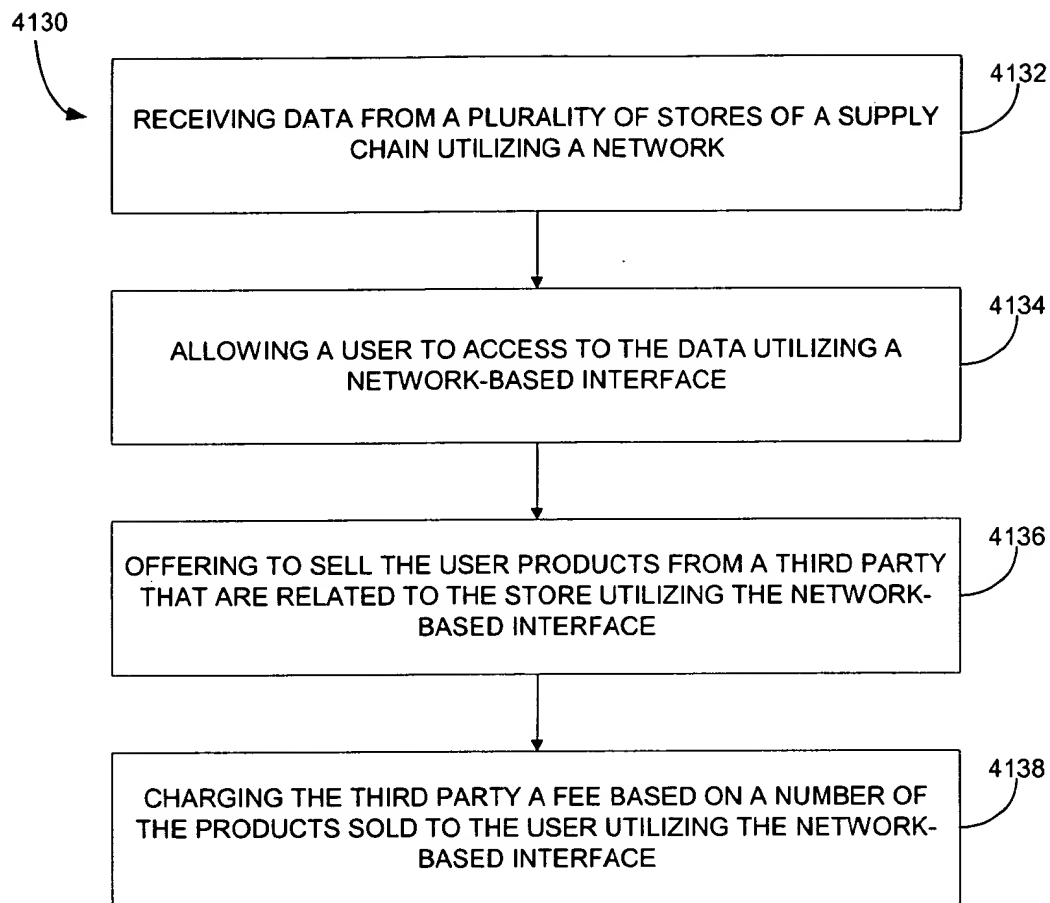 4130
4132
RECEIVING DATA FROM A PLURALITY OF STORES OF A SUPPLY
CHAIN UTILIZING A NETWORK
4134
ALLOWING A USER TO ACCESS TO THE DATA UTILIZING A
NETWORK-BASED INTERFACE
4136
OFFERING TO SELL THE USER PRODUCTS FROM A THIRD PARTY
THAT ARE RELATED TO THE STORE UTILIZING THE NETWORK-
BASED INTERFACE
4138
CHARGING THE THIRD PARTY A FEE BASED ON A NUMBER OF
THE PRODUCTS SOLD TO THE USER UTILIZING THE NETWORK-
BASED INTERFACE